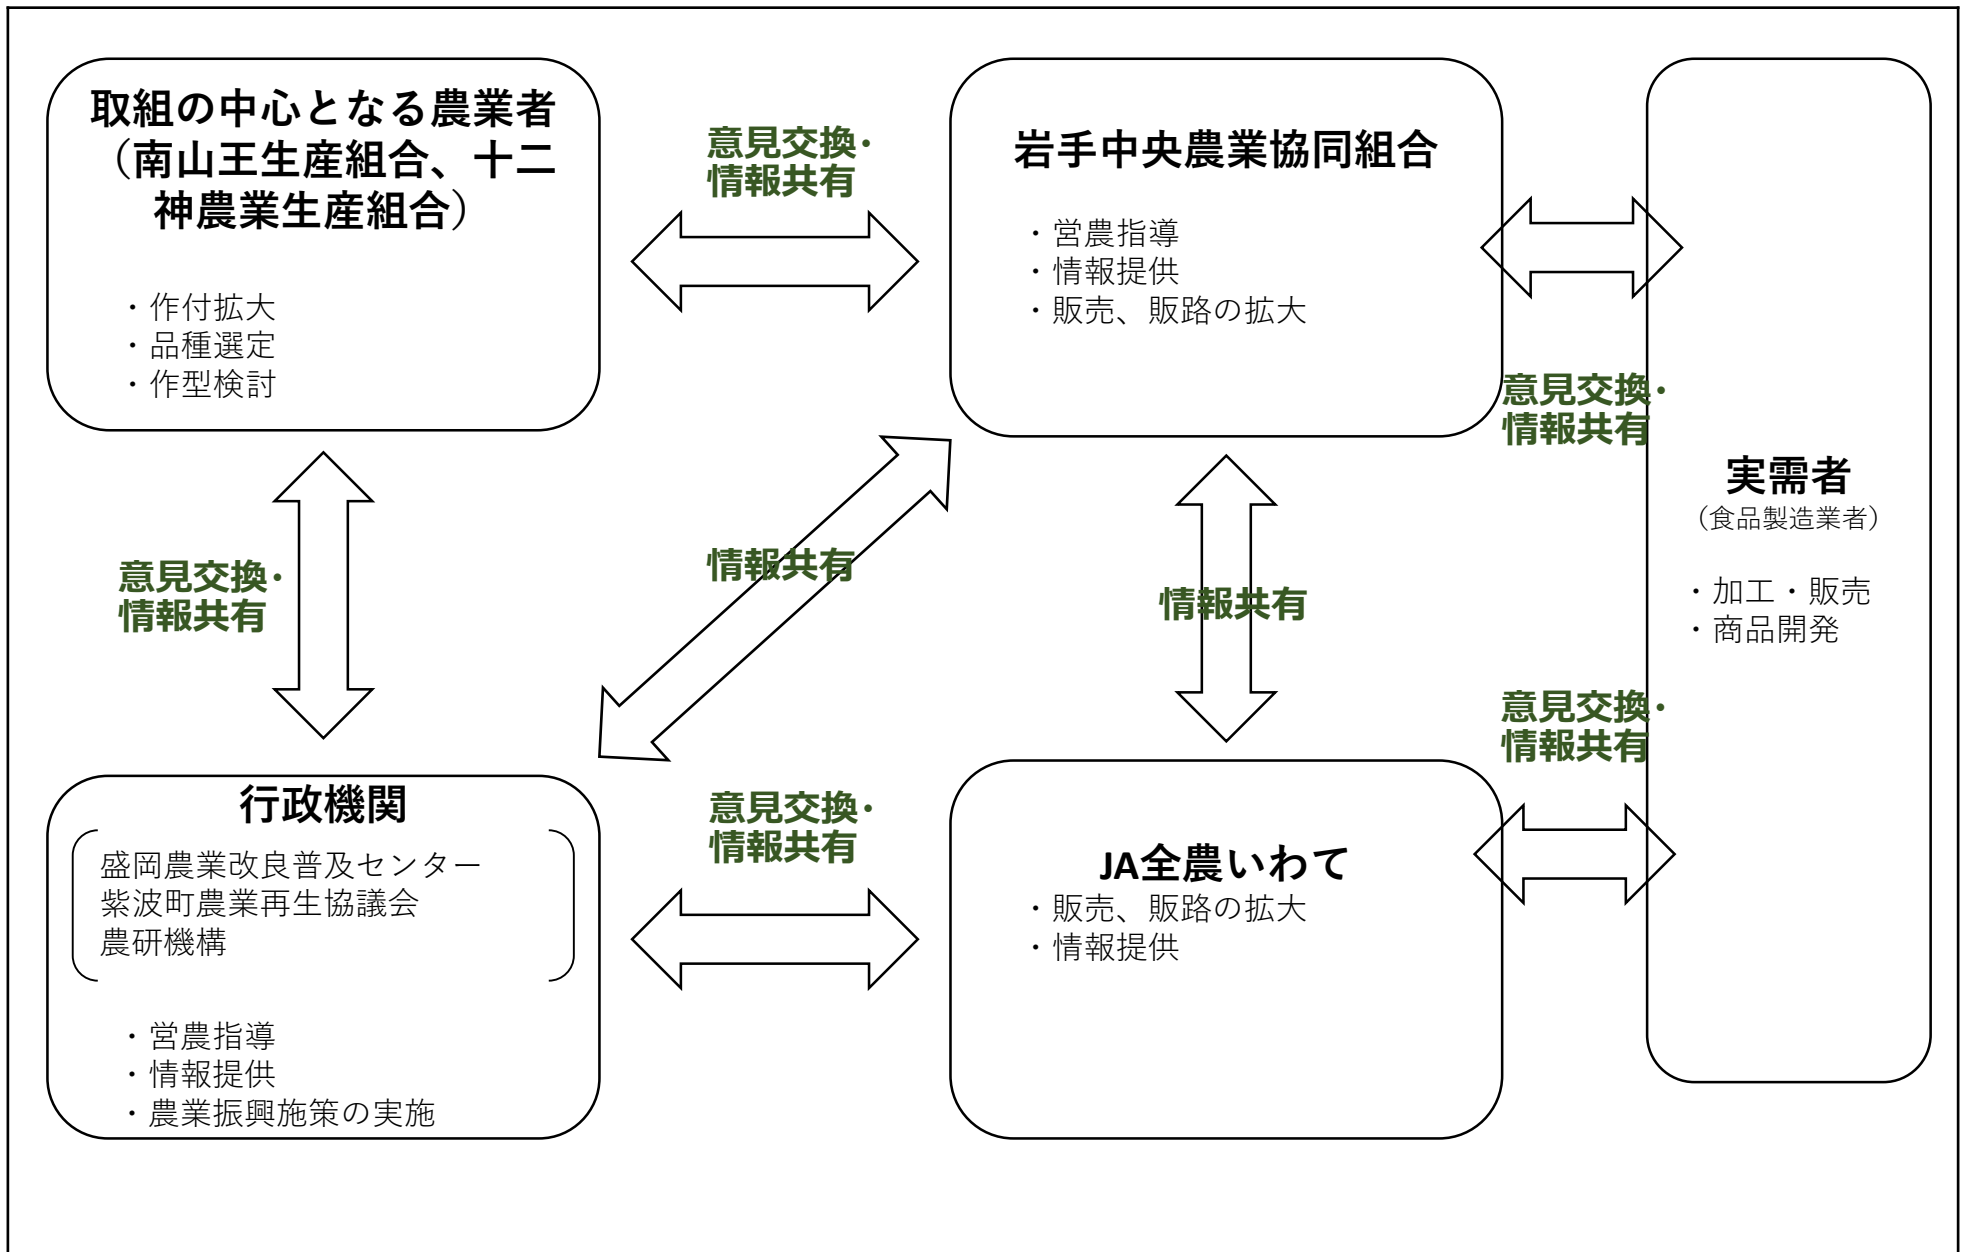 取組の中心となる農業者
（南山王生産組合、十二
神農業生産組合）
・作付拡大
・品種選定
・作型検討
意見交換・
情報共有
岩手中央農業協同組合
・営農指導
・情報提供
・販売、販路の拡大
意見交換・
情報共有
実需者
（食品製造業者）
・加工・販売
・商品開発
意見交換・
情報共有
情報共有
情報共有
意見交換・
情報共有
行政機関
盛岡農業改良普及センター
紫波町農業再生協議会
農研機構
・営農指導
・情報提供
・農業振興施策の実施
意見交換・
情報共有
JA全農いわて
・販売、販路の拡大
・情報提供